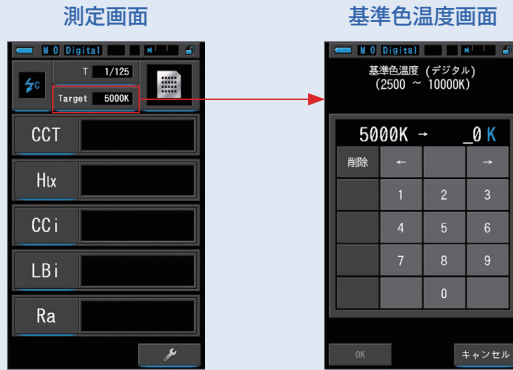 測定画面
M 0 Digital
T 1/125
C
Target 5000K
CCT
Hlx
CCi
LBi
Ra
基準色温度画面
M 0 Digital
基準色温度 (デジタル)
(2500 ～ 10000K)
5000K → _0 K
削除 ← →
1 2 3
4 5 6
7 8 9
0
OK キャンセル